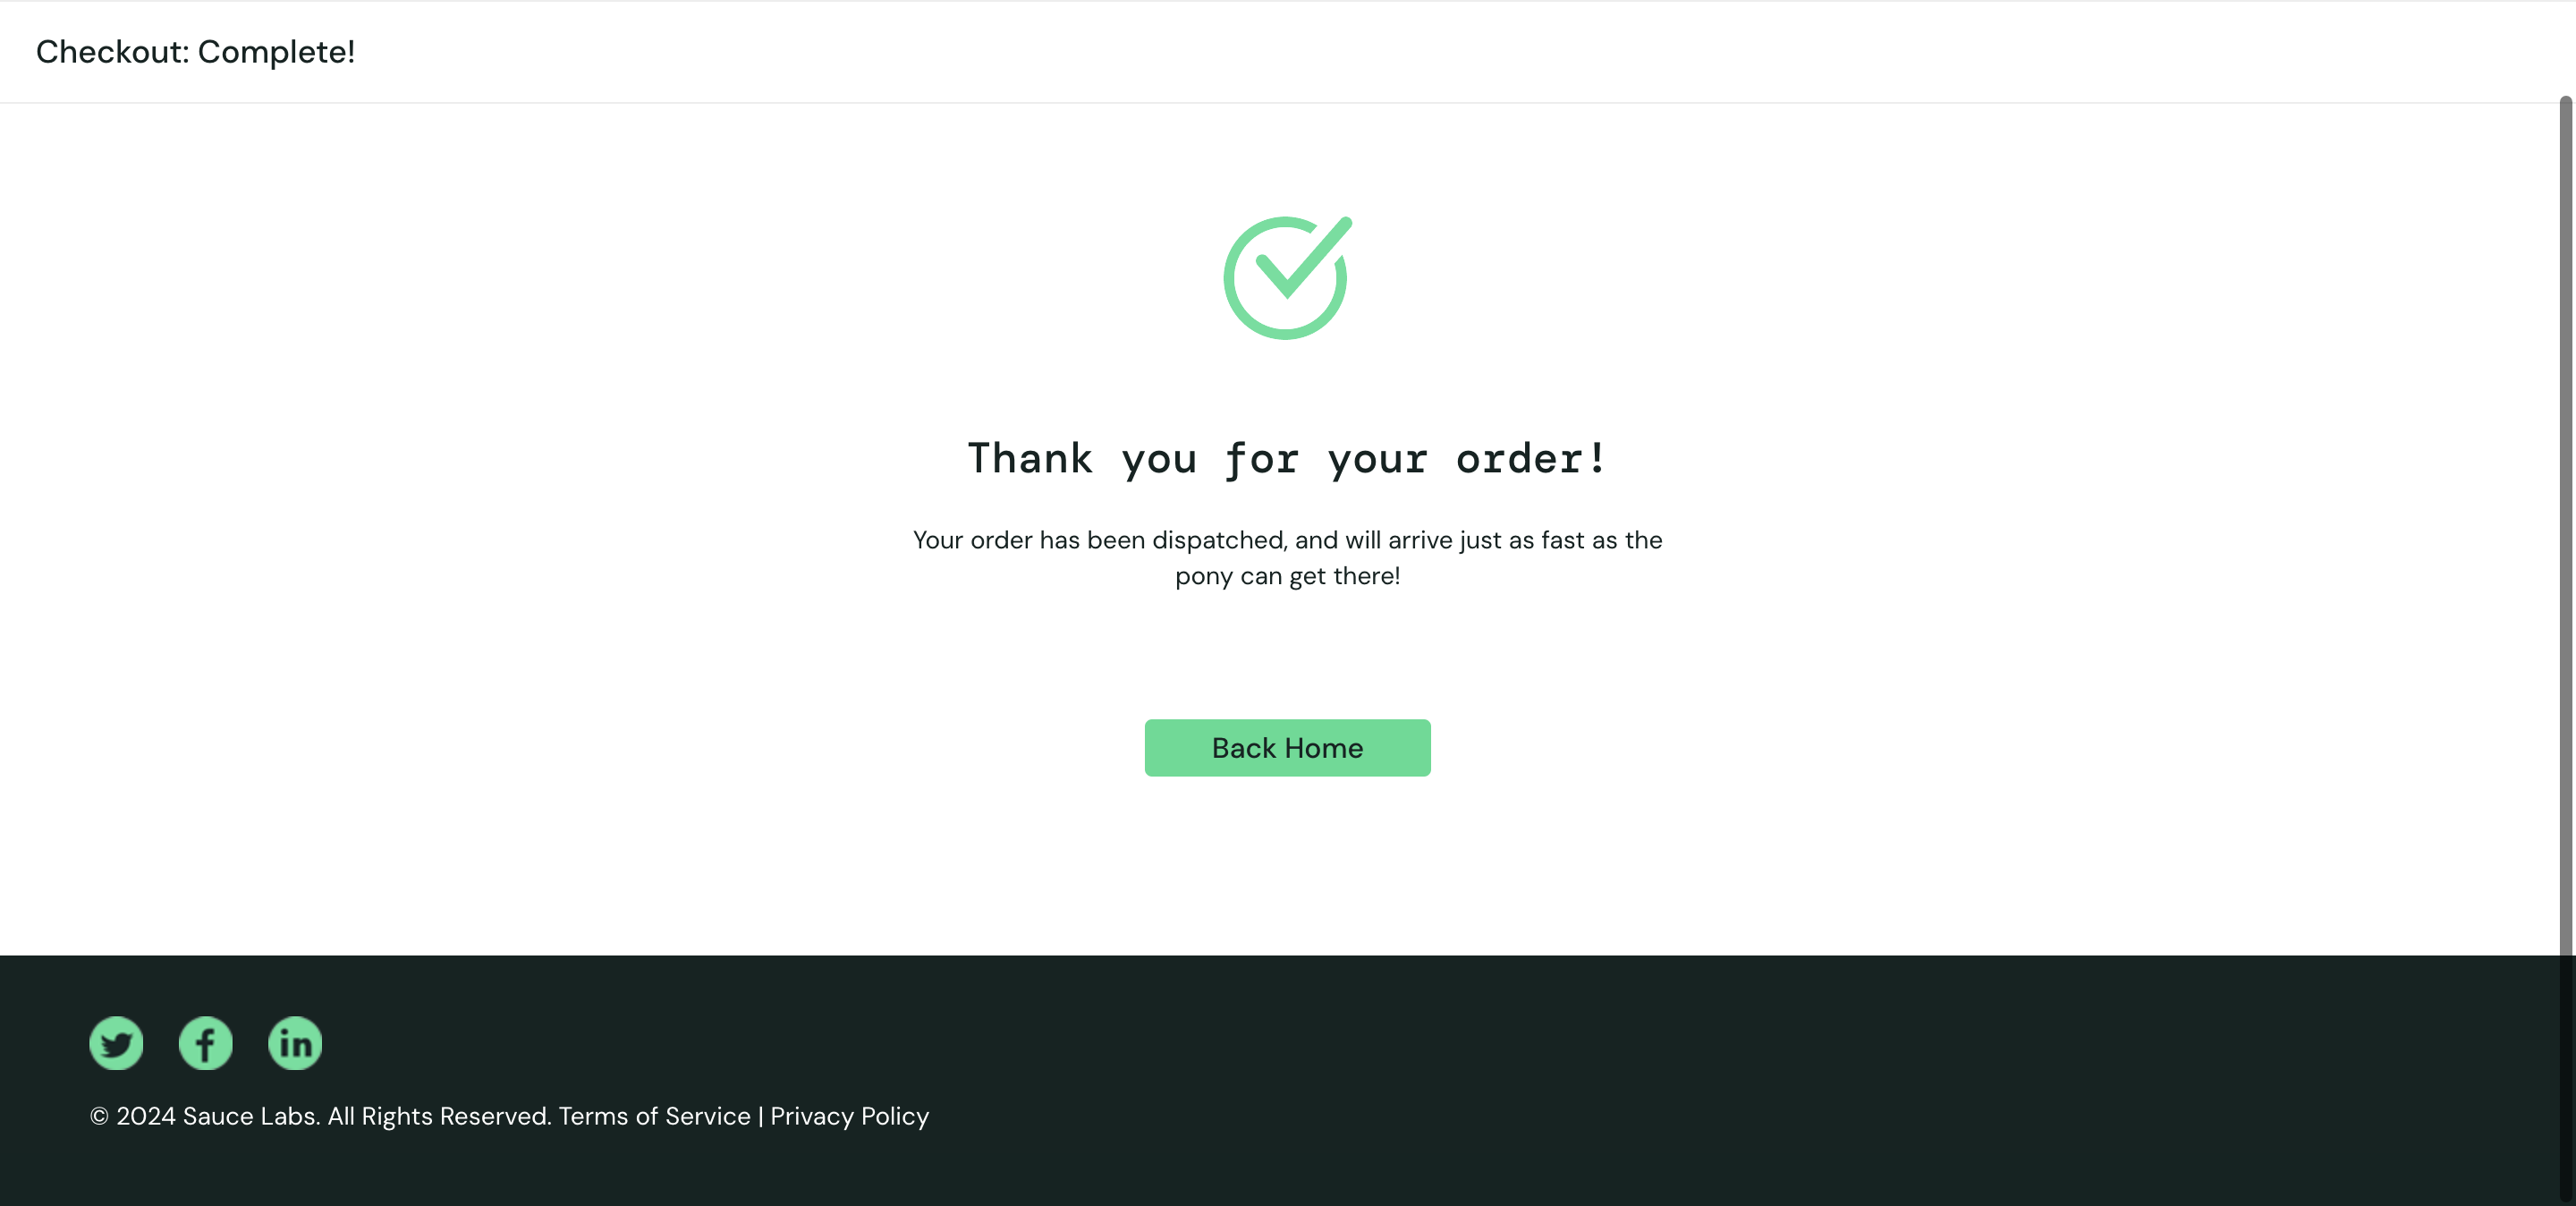 Checkout: Complete!
Thank you for your order!
Your order has been dispatched, and will arrive just as fast as the
pony can get there!
Back Home
© 2024 Sauce Labs. All Rights Reserved. Terms of Service | Privacy Policy